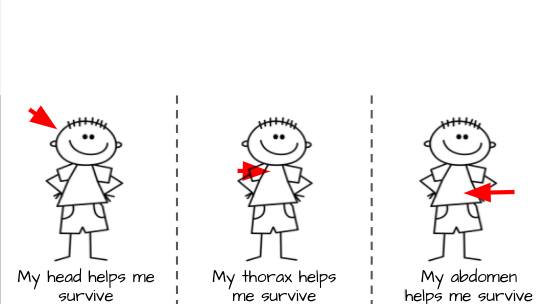 My head helps me
survive
My thorax helps
me survive
My abdomen
helps me survive